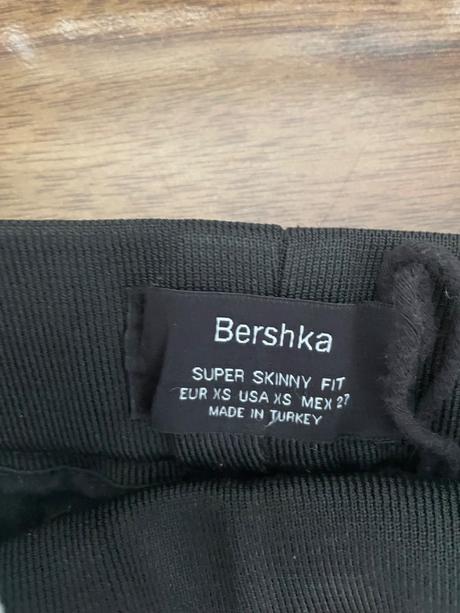 Bershka
SUPER SKINNY FIT
EUR XS USA XS MEX 27
MADE IN TURKEY